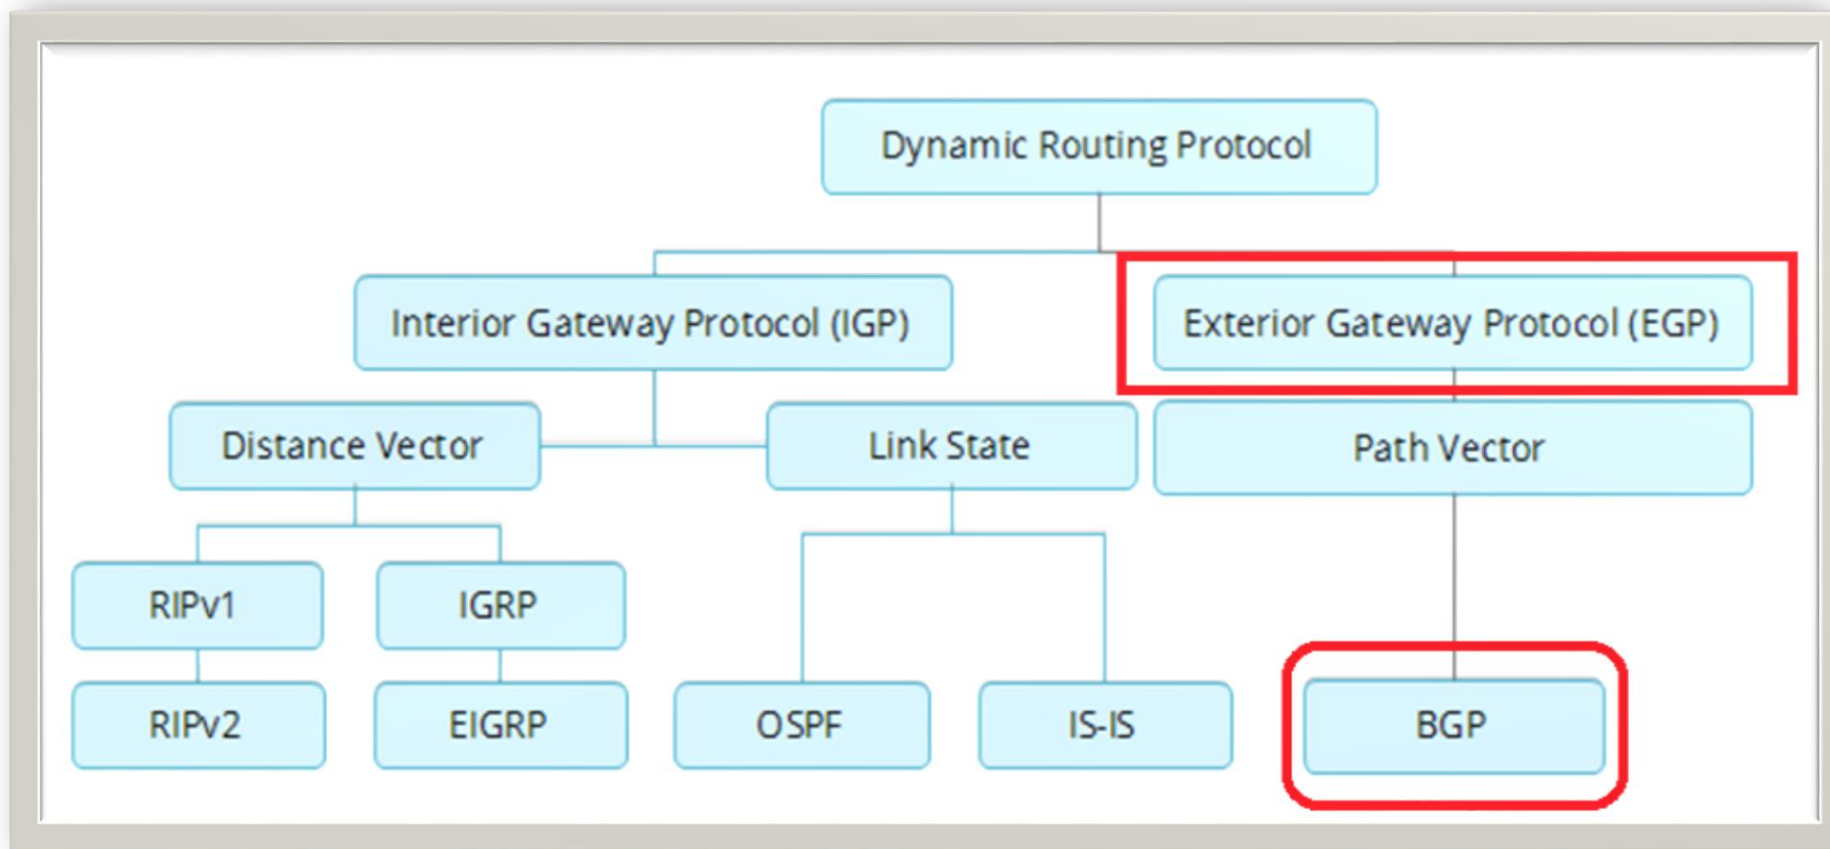 Dynamic Routing Protocol
Interior Gateway Protocol (IGP)
Exterior Gateway Protocol (EGP)
Distance Vector
Link State
Path Vector
RIPv1
IGRP
RIPv2
EIGRP
OSPF
IS-IS
BGP